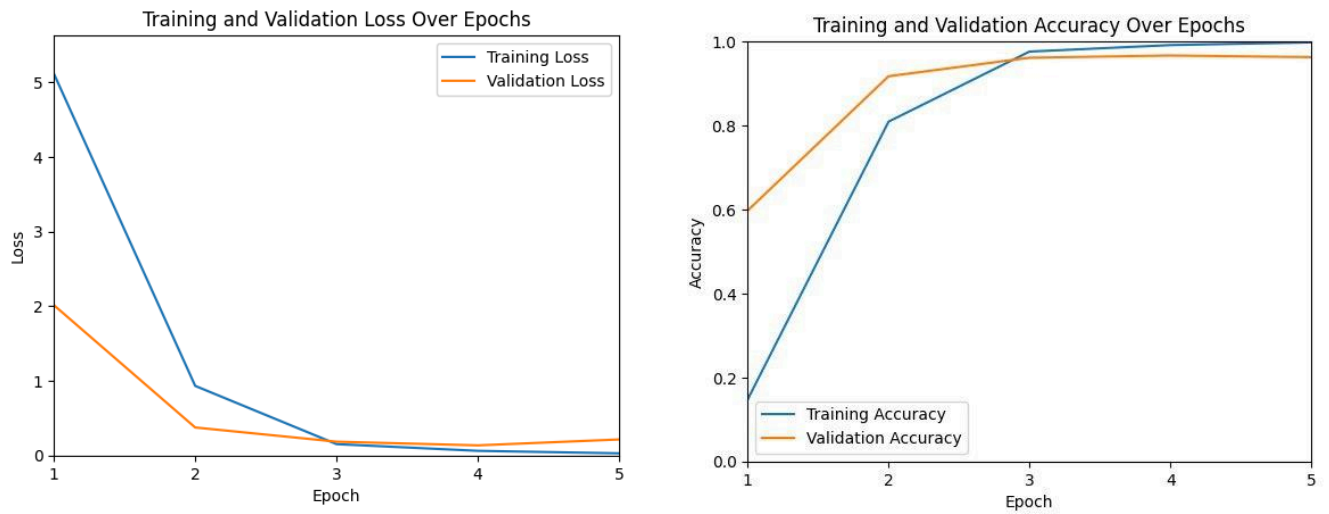 Training and Validation Loss Over Epochs
Training Loss
Validation Loss
5
4
3
2
1
0
Loss
1 2 3 4 5
Epoch
Training and Validation Accuracy Over Epochs
1.0
0.8
0.6
0.4
0.2
0.0
Accuracy
Training Accuracy
Validation Accuracy
1 2 3 4 5
Epoch